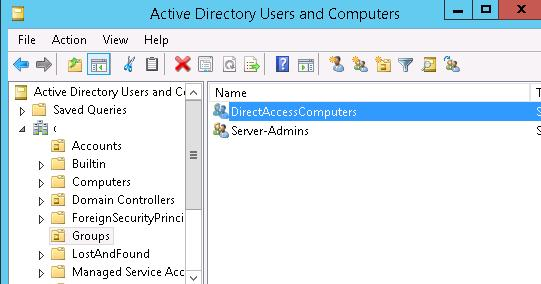 Active Directory Users and Computers
File Action View Help
Active Directory Users and Co
Saved Queries
Accounts
Builtin
Computers
Domain Controllers
ForeignSecurityPrinci
Groups
LostAndFound
Managed Service Acc
Name
DirectAccessComputers
Server-Admins